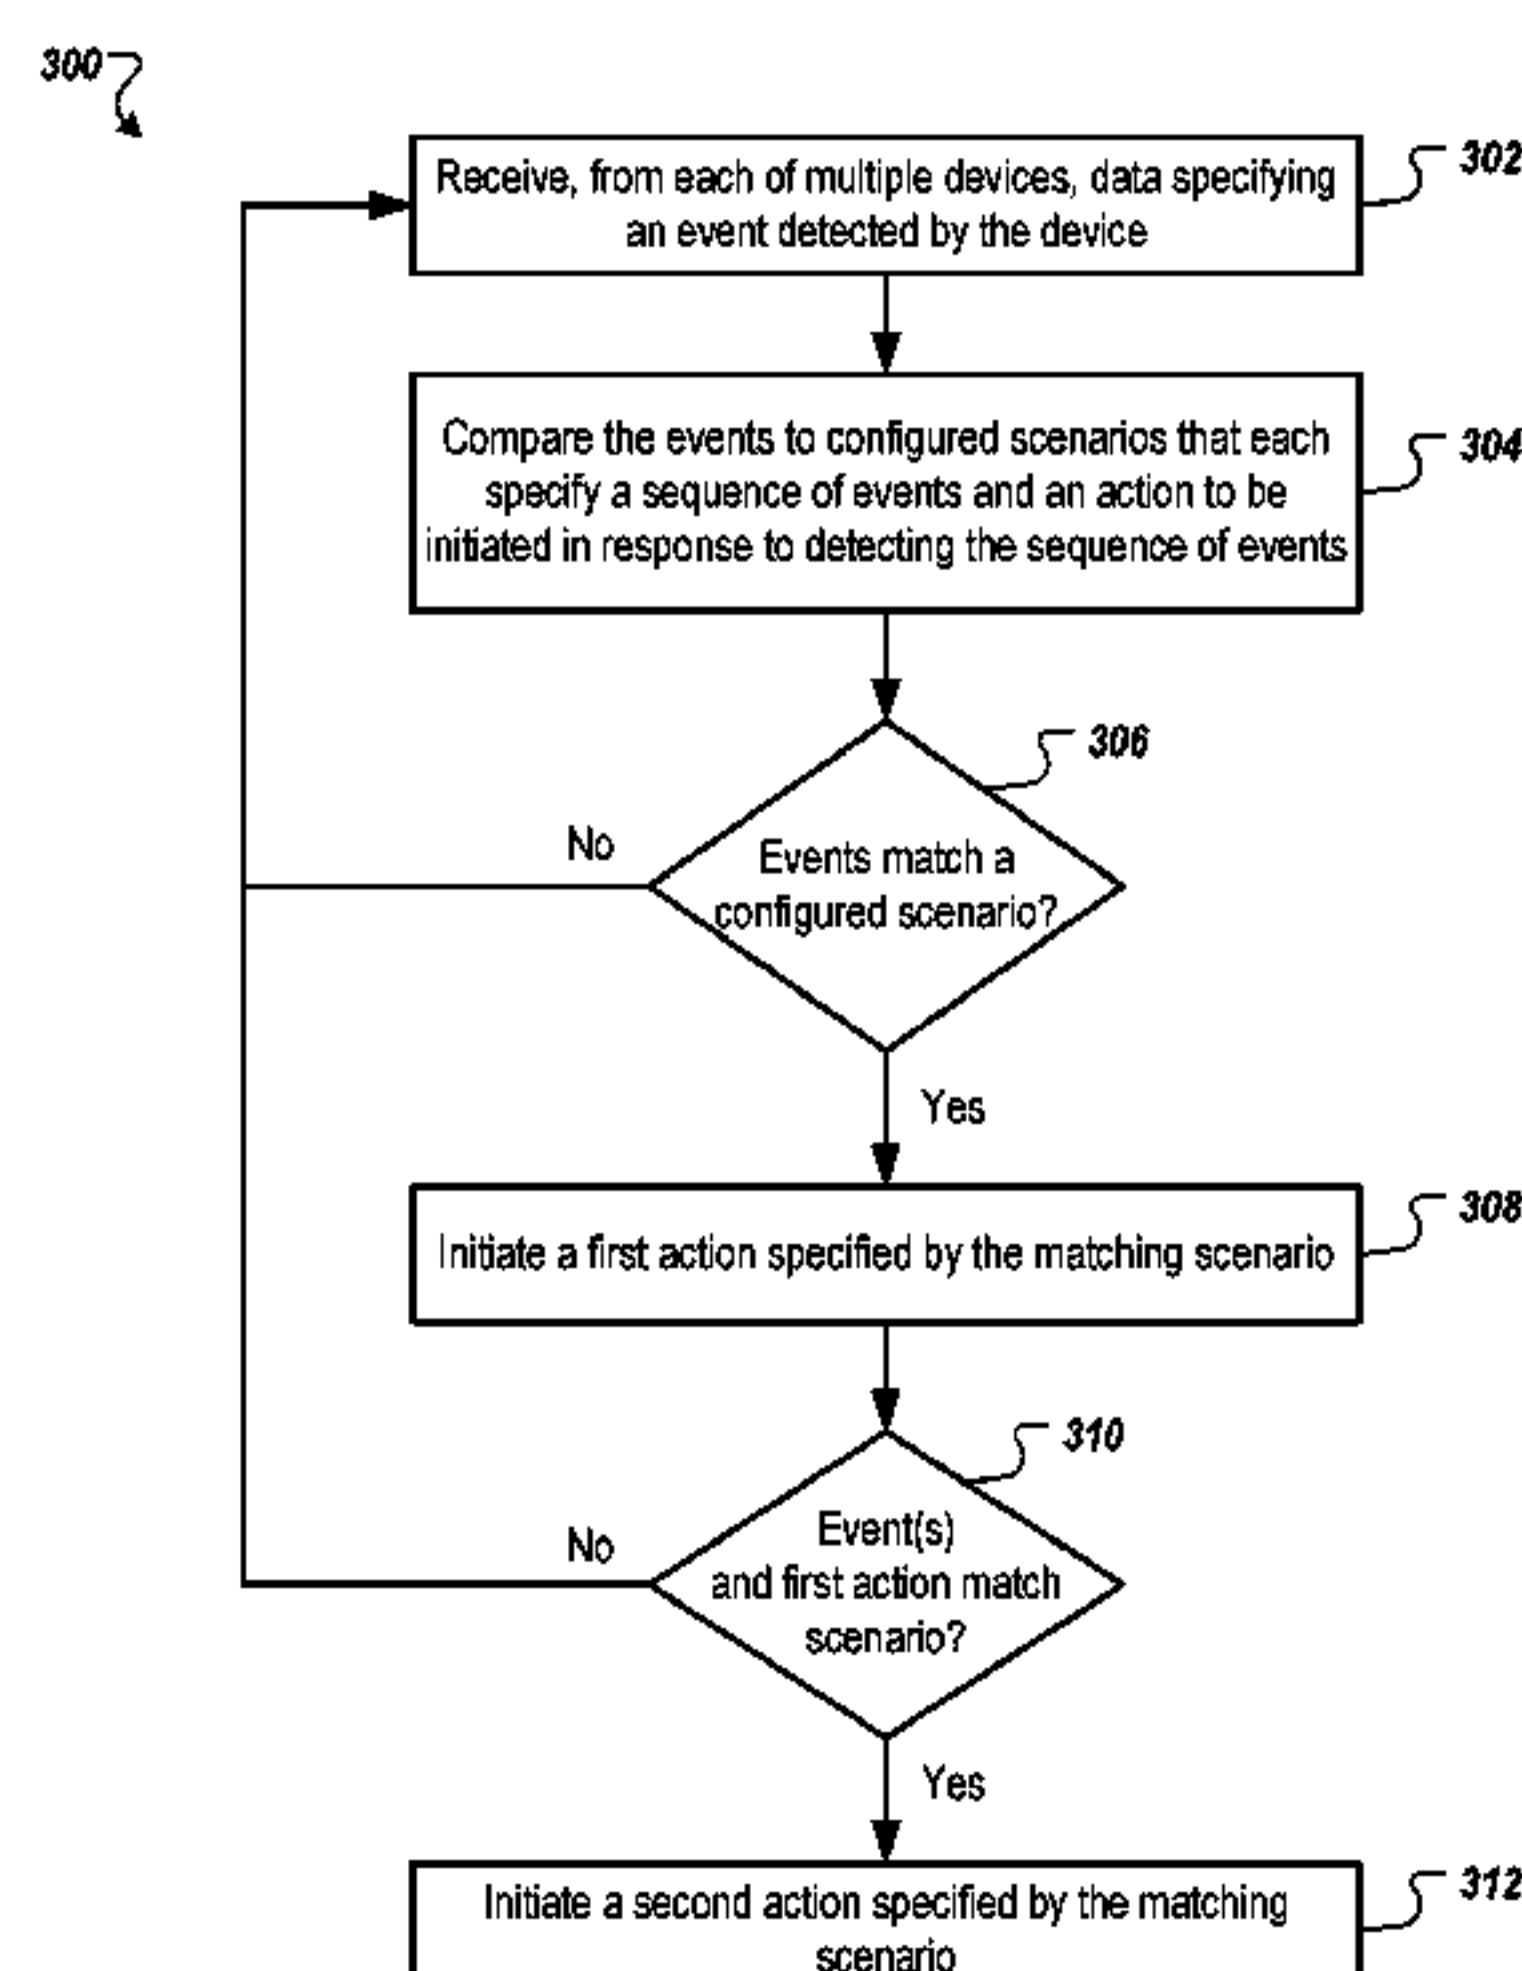 300
Receive, from each of multiple devices, data specifying
an event detected by the device
302
Compare the events to configured scenarios that each
specify a sequence of events and an action to be
initiated in response to detecting the sequence of events
304
306
Events match a
configured scenario?
No
Yes
Initiate a first action specified by the matching scenario
308
310
Event(s)
and first action match
scenario?
No
Yes
Initiate a second action specified by the matching
scenario
312